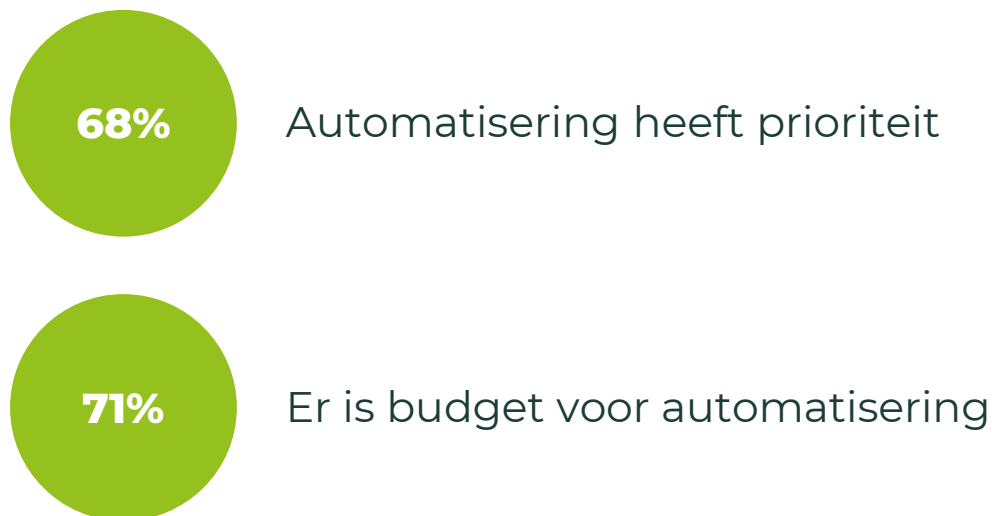 68%
Automatisering heeft prioriteit
71%
Er is budget voor automatisering